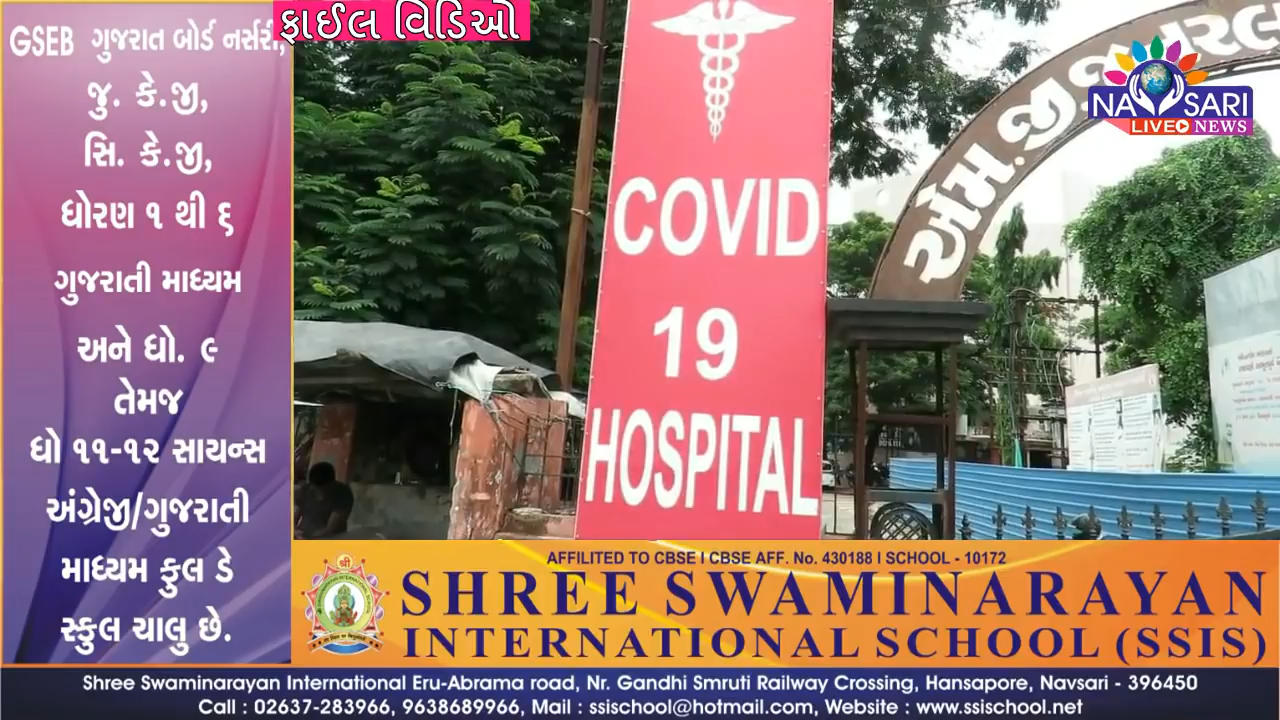 GSEB ગુજરાત બોર્ડ નર્સરી,
જુ. કે.જી,
સિ. કે.જી,
ધોરણ ૧ થી ૬
ગુજરાતી માધ્યમ
અને ધો. ૯
તેમજ
ધો ૧૧-૧૨ સાયન્સ
અંગ્રેજી/ગુજરાતી
માધ્યમ ફુલ ડે
સ્કુલ ચાલુ છે.
ફાઈલ વિડિઓ
COVID
19
HOSPITAL
એમ.જી.જનરલ
NAVSARI
LIVE NEWS
AFFILITED TO CBSE I CBSE AFF. No. 430188 I SCHOOL - 10172
SHREE SWAMINARAYAN
INTERNATIONAL SCHOOL (SSIS)
Shree Swaminarayan International Eru-Abrama road, Nr. Gandhi Smruti Railway Crossing, Hansapore, Navsari - 396450
Call : 02637-283966, 9638689966, Mail : ssischool@hotmail.com, Website : www.ssischool.net